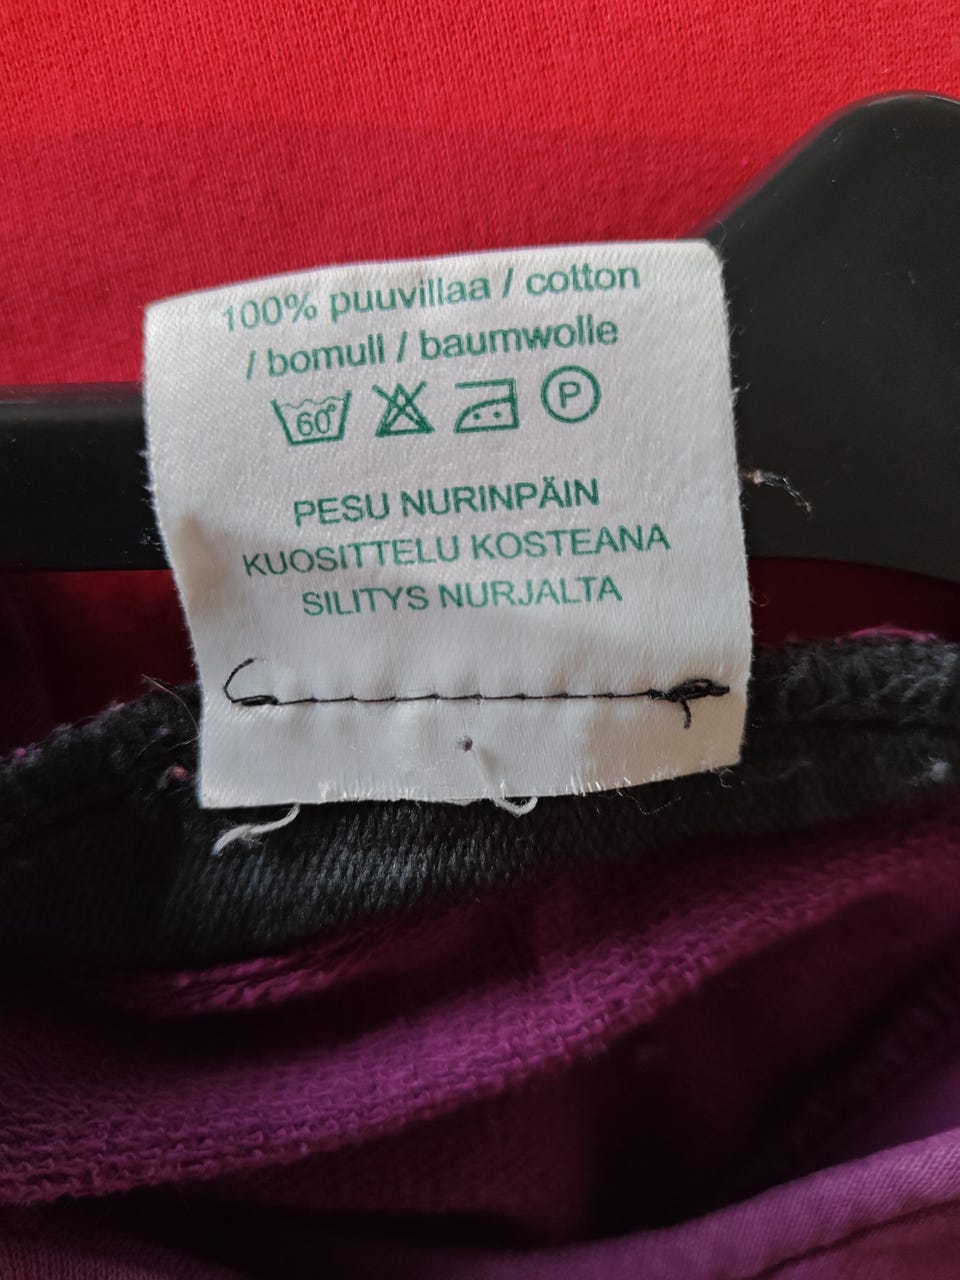 100% puuvillaa / cotton
/ bomull / baumwolle
60° P
PESU NURINPÄIN
KUOSITTELU KOSTEANA
SILITYS NURJALTA